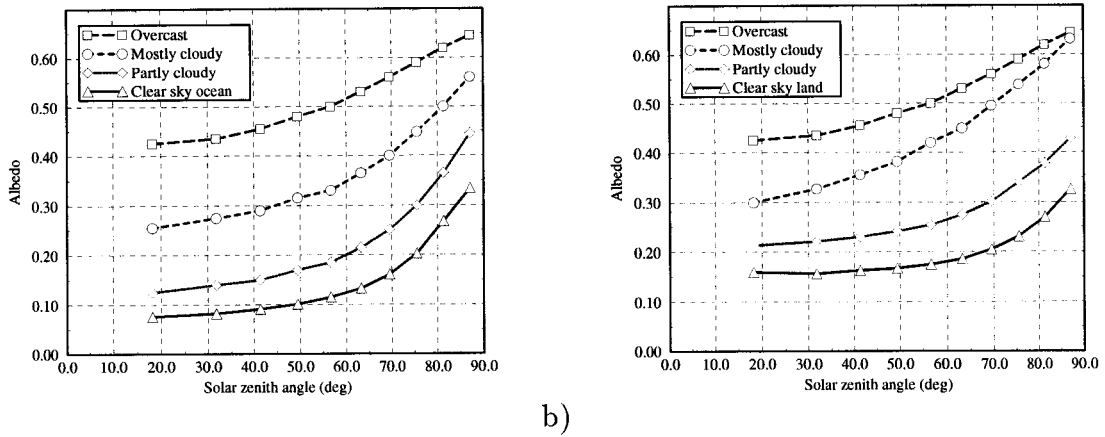 Overcast
Mostly cloudy
Partly cloudy
Clear sky ocean
0.60
0.50
0.40
0.30
0.20
0.10
0.00
Albedo
0.0 20.0 30.0 40.0 50.0 60.0 70.0 80.0 90.0
Solar zenith angle (deg)
Overcast
Mostly cloudy
Partly cloudy
Clear sky land
0.60
0.50
0.40
0.30
0.20
0.10
0.00
Albedo
0.0 20.0 30.0 40.0 50.0 60.0 70.0 80.0 90.0
Solar zenith angle (deg)
b)